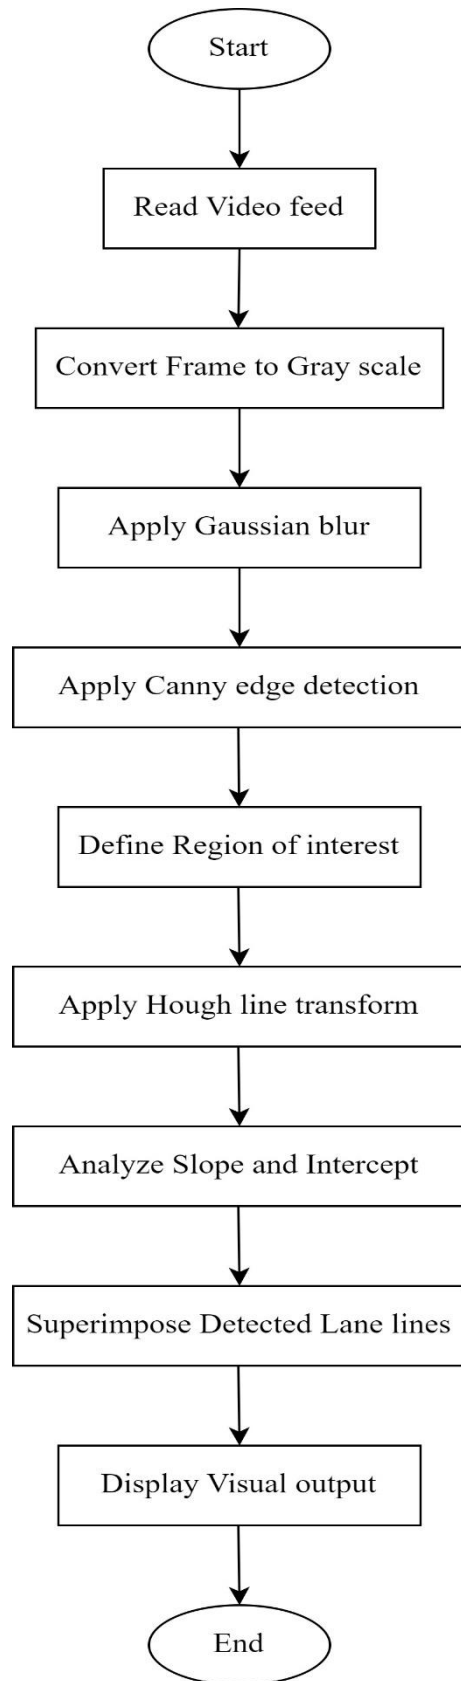 Start
Read Video feed
Convert Frame to Gray scale
Apply Gaussian blur
Apply Canny edge detection
Define Region of interest
Apply Hough line transform
Analyze Slope and Intercept
Superimpose Detected Lane lines
Display Visual output
End